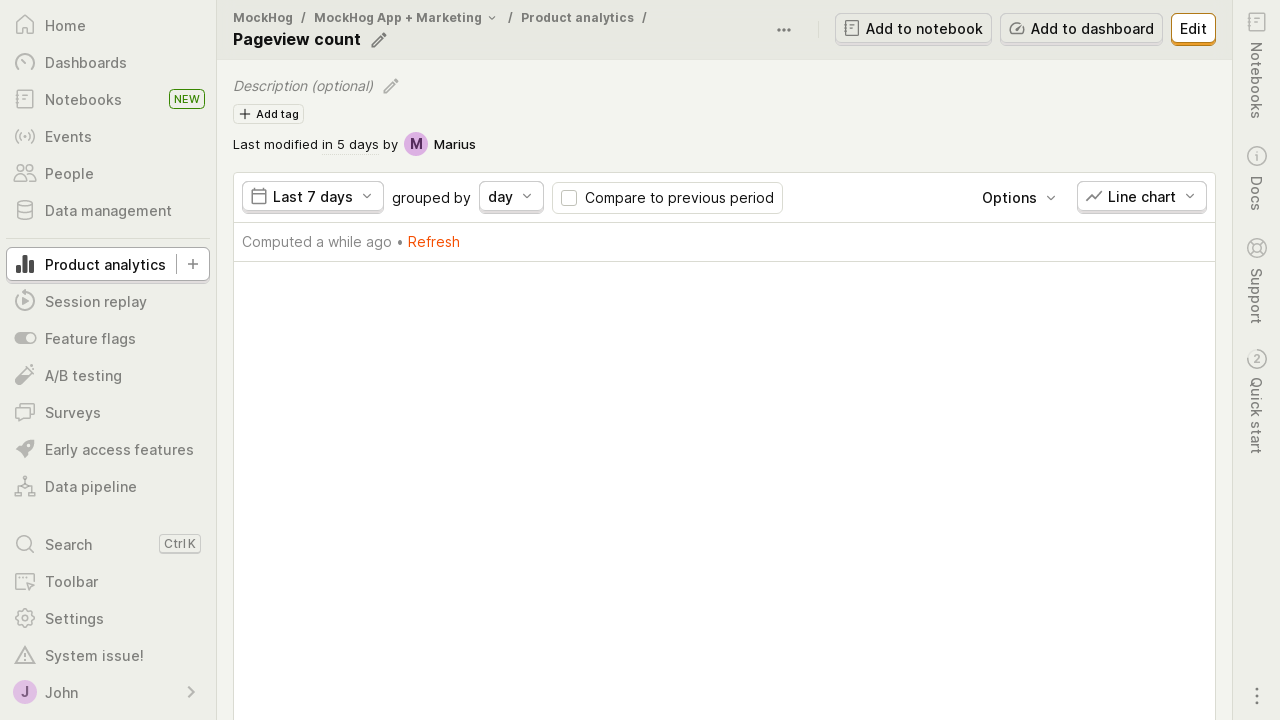 Home
Dashboards
Notebooks NEW
Events
People
Data management
Product analytics
Session replay
Feature flags
A/B testing
Surveys
Early access features
Data pipeline
Search Ctrl K
Toolbar
Settings
System issue!
J John
MockHog / MockHog App + Marketing / Product analytics /
Pageview count
Add to notebook Add to dashboard Edit
Description (optional)
Add tag
Last modified in 5 days by M Marius
Last 7 days grouped by day Compare to previous period Options Line chart
Computed a while ago • Refresh
Notebooks
Docs
Support
2 Quick start